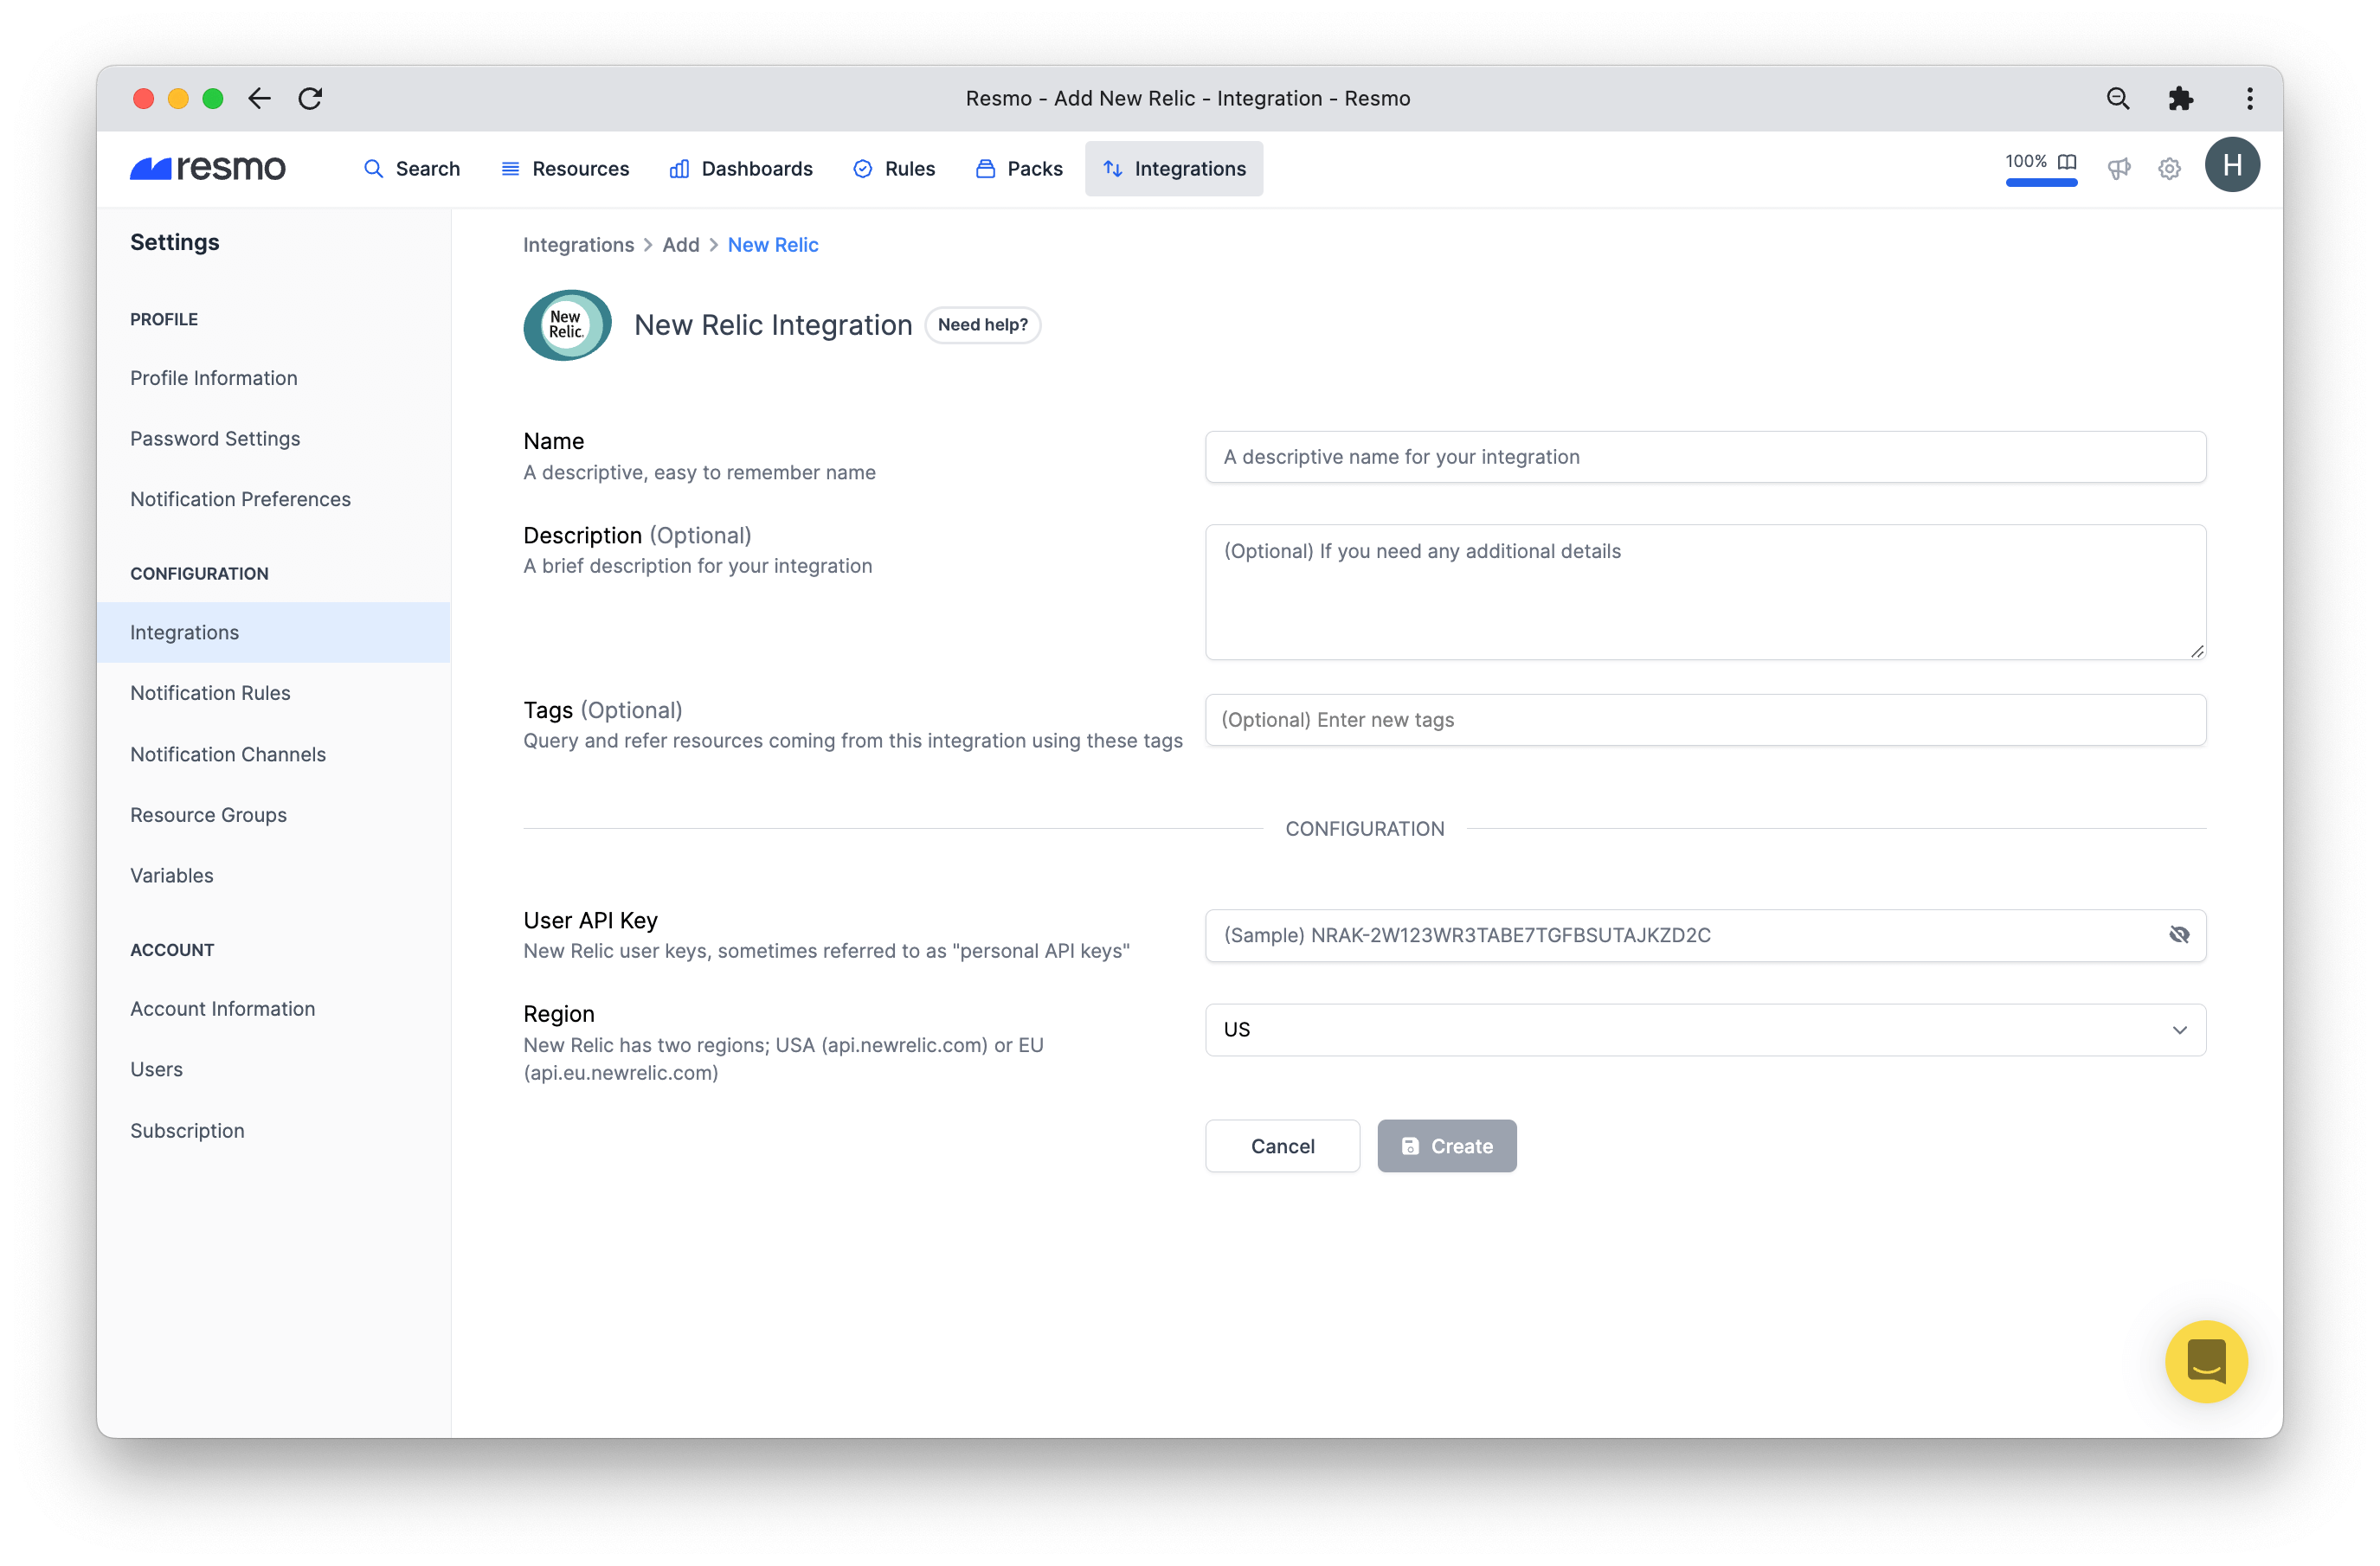 Resmo - Add New Relic - Integration - Resmo
resmo
Search
Resources
Dashboards
Rules
Packs
Integrations
100%
H
Settings
PROFILE
Profile Information
Password Settings
Notification Preferences
CONFIGURATION
Integrations
Notification Rules
Notification Channels
Resource Groups
Variables
ACCOUNT
Account Information
Users
Subscription
Integrations > Add > New Relic
New
Relic.
New Relic Integration
Need help?
Name
A descriptive, easy to remember name
A descriptive name for your integration
Description (Optional)
A brief description for your integration
(Optional) If you need any additional details
Tags (Optional)
Query and refer resources coming from this integration using these tags
(Optional) Enter new tags
CONFIGURATION
User API Key
New Relic user keys, sometimes referred to as "personal API keys"
(Sample) NRAK-2W123WR3TABE7TGFBSUTAJKZD2C
Region
New Relic has two regions; USA (api.newrelic.com) or EU
(api.eu.newrelic.com)
US
Cancel
Create